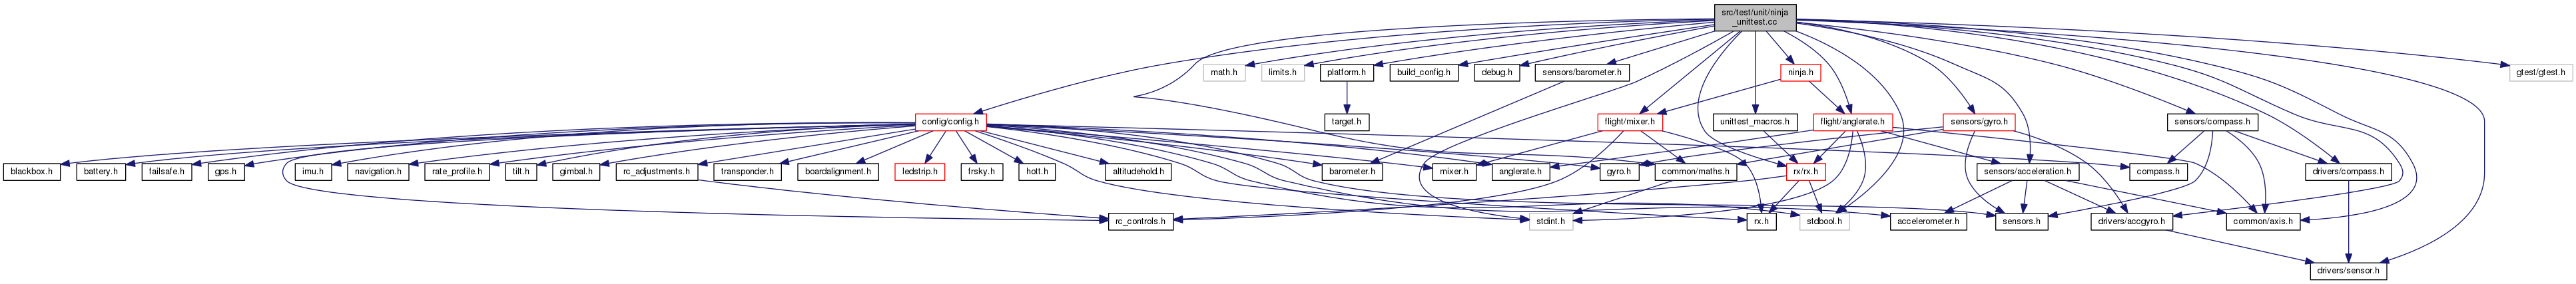 src/test/unit/ninja
_unittest.cc
math.h
limits.h
platform.h
build_config.h
debug.h
sensors/barometer.h
ninja.h
gtest/gtest.h
config/config.h
target.h
flight/mixer.h
unittest_macros.h
flight/anglerate.h
sensors/gyro.h
sensors/compass.h
blackbox.h
battery.h
failsafe.h
gps.h
imu.h
navigation.h
rate_profile.h
tilt.h
gimbal.h
rc_adjustments.h
transponder.h
boardalignment.h
ledstrip.h
frsky.h
hott.h
altitudehold.h
barometer.h
mixer.h
anglerate.h
gyro.h
common/maths.h
rx/rx.h
sensors/acceleration.h
compass.h
drivers/compass.h
rc_controls.h
stdint.h
rx.h
stdbool.h
accelerometer.h
sensors.h
drivers/accgyro.h
common/axis.h
drivers/sensor.h